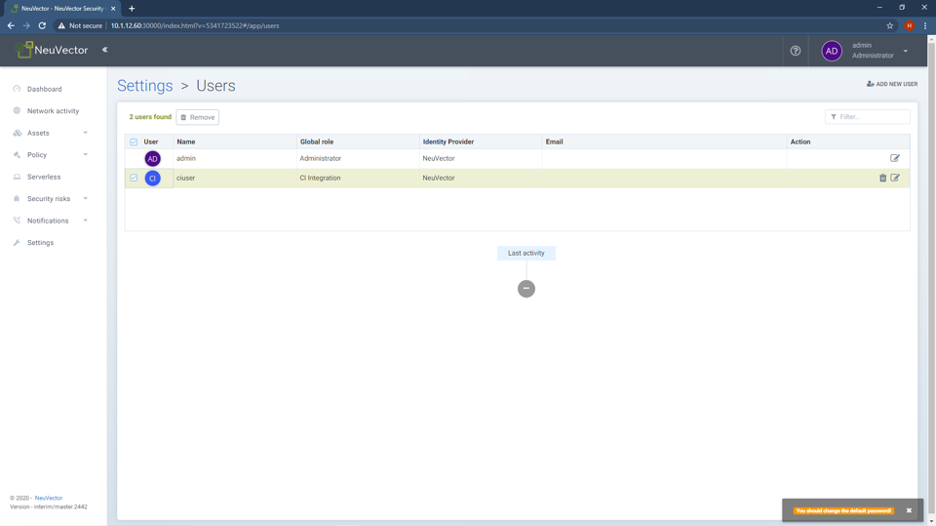 NeuVector - NeuVector Security
Not secure
10.1.12.60:30000/index.html?v=5341723522#/app/users
H
NeuVector
AD
admin
Administrator
Dashboard
Network activity
Assets
Policy
Serverless
Security risks
Notifications
Settings
Settings > Users
ADD NEW USER
2 users found
Remove
Filter...
User
Name
Global role
Identity Provider
Email
Action
AD
admin
Administrator
NeuVector
CI
ciuser
CI Integration
NeuVector
Last activity
© 2020 - NeuVector
Version - interim/master.2442
You should change the default password!